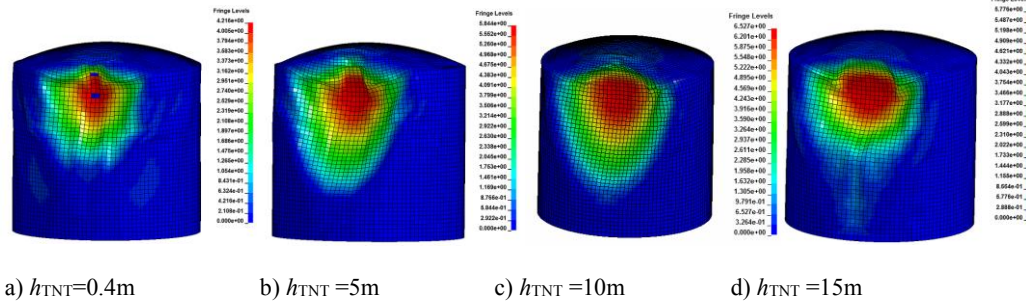 Fringe Levels
4.216e+00
4.005e+00
3.794e+00
3.583e+00
3.373e+00
3.162e+00
2.951e+00
2.740e+00
2.529e+00
2.319e+00
2.108e+00
1.897e+00
1.686e+00
1.475e+00
1.265e+00
1.054e+00
8.431e-01
6.324e-01
4.216e-01
2.108e-01
0.000e+00
Fringe Levels
5.844e+00
5.552e+00
5.260e+00
4.968e+00
4.675e+00
4.383e+00
4.091e+00
3.799e+00
3.506e+00
3.214e+00
2.922e+00
2.630e+00
2.338e+00
2.045e+00
1.753e+00
1.461e+00
1.169e+00
8.766e-01
5.844e-01
2.922e-01
0.000e+00
Fringe Levels
6.527e+00
6.201e+00
5.875e+00
5.548e+00
5.222e+00
4.895e+00
4.569e+00
4.243e+00
3.916e+00
3.590e+00
3.264e+00
2.937e+00
2.611e+00
2.285e+00
1.958e+00
1.632e+00
1.305e+00
9.791e-01
6.527e-01
3.264e-01
0.000e+00
Fringe Levels
5.776e+00
5.487e+00
5.198e+00
4.909e+00
4.621e+00
4.332e+00
4.043e+00
3.754e+00
3.466e+00
3.177e+00
2.888e+00
2.599e+00
2.310e+00
2.022e+00
1.733e+00
1.444e+00
1.155e+00
8.664e-01
5.776e-01
2.888e-01
0.000e+00
a) hTNT=0.4m b) hTNT =5m c) hTNT =10m d) hTNT =15m